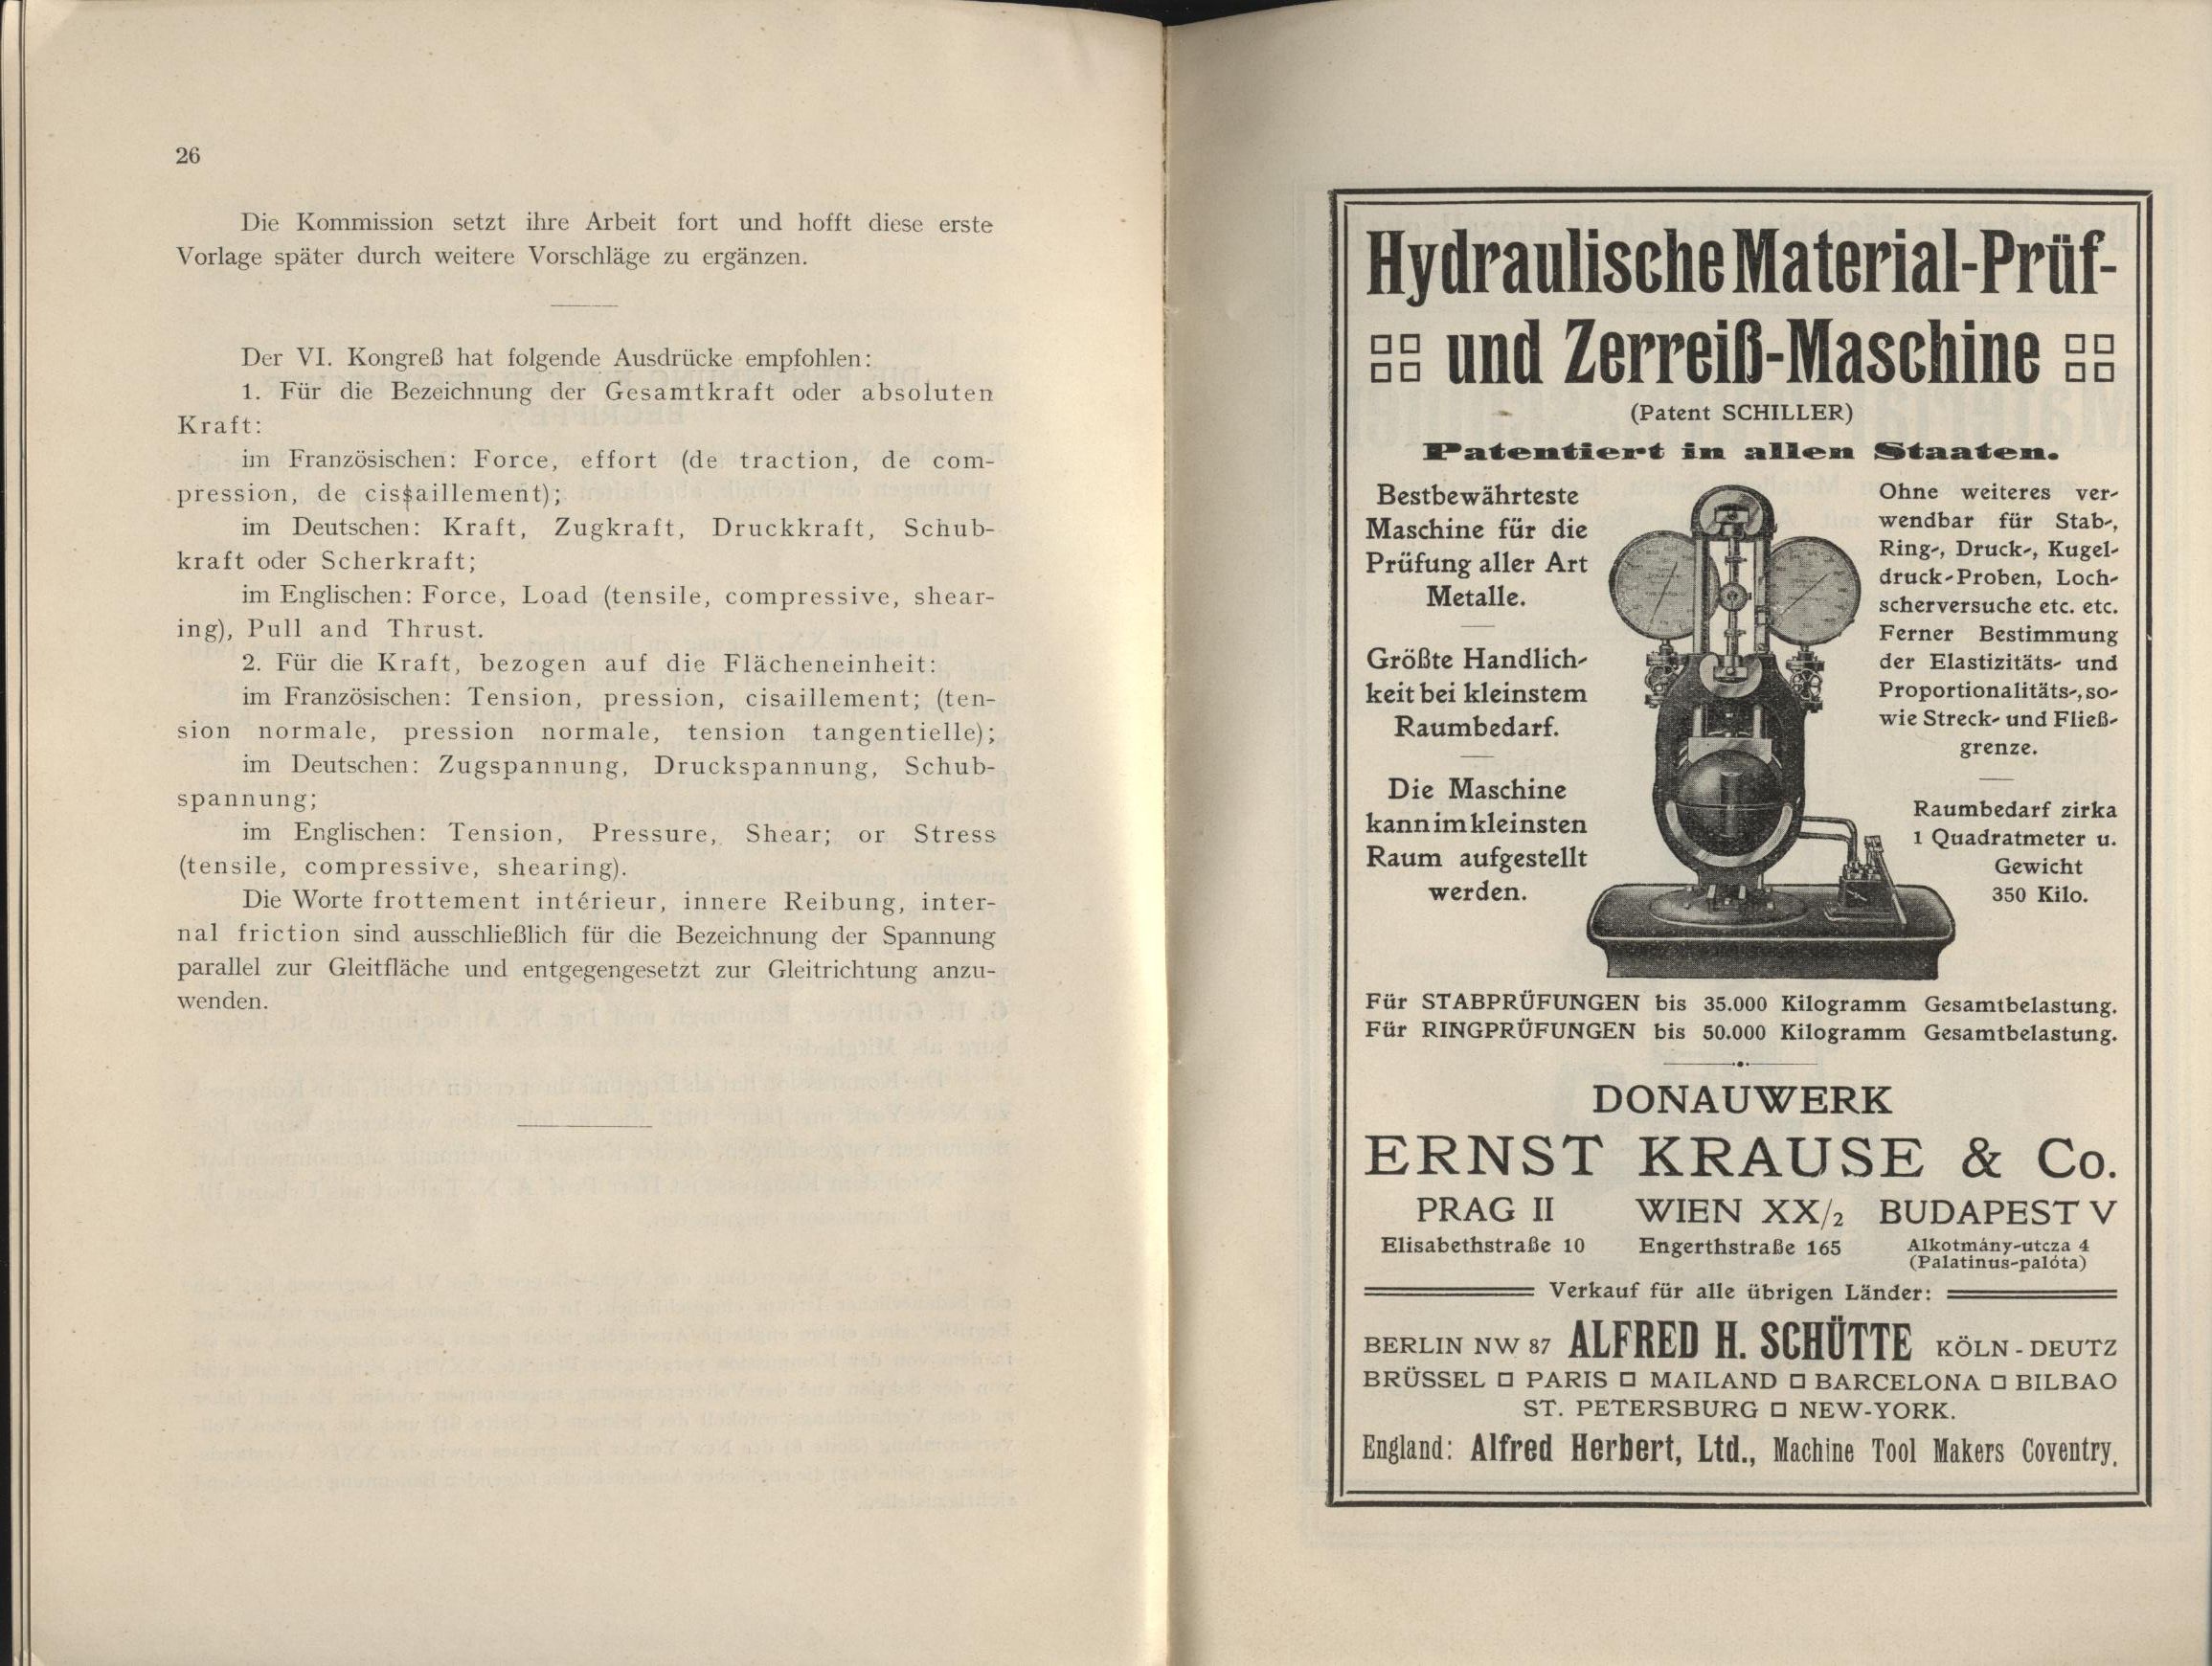 26
Die Kommission setzt ihre Arbeit fort und hofft diese erste
Vorlage später durch weitere Vorschläge zu ergänzen.
Der VI. Kongreß hat folgende Ausdrücke empfohlen:
1. Für die Bezeichnung der Gesamtkraft oder absoluten
Kraft:
im Französischen: Force, effort (de traction, de com-
pression, de cissaillement);
im Deutschen: Kraft, Zugkraft, Druckkraft, Schub-
kraft oder Scherkraft;
im Englischen: Force, Load (tensile, compressive, shear-
ing), Pull and Thrust.
2. Für die Kraft, bezogen auf die Flächeneinheit:
im Französischen: Tension, pression, cisaillement; (ten-
sion normale, pression normale, tension tangentielle);
im Deutschen: Zugspannung, Druckspannung, Schub-
spannung;
im Englischen: Tension, Pressure, Shear; or Stress
(tensile, compressive, shearing).
Die Worte frottement intérieur, innere Reibung, inter-
nal friction sind ausschließlich für die Bezeichnung der Spannung
parallel zur Gleitfläche und entgegengesetzt zur Gleitrichtung anzu-
wenden.
Hydraulische Material-Prüf-
und Zerreiß-Maschine
(Patent SCHILLER)
Patentiert in allen Staaten.
Bestbewährteste
Maschine für die
Prüfung aller Art
Metalle.
Größte Handlich-
keit bei kleinstem
Raumbedarf.
Die Maschine
kann im kleinsten
Raum aufgestellt
werden.
Ohne weiteres ver-
wendbar für Stab-,
Ring-, Druck-, Kugel-
druck-Proben, Loch-
scherversuche etc. etc.
Ferner Bestimmung
der Elastizitäts- und
Proportionalitäts-, so-
wie Streck- und Fließ-
grenze.
Raumbedarf zirka
1 Quadratmeter u.
Gewicht
350 Kilo.
Für STABPRÜFUNGEN bis 35.000 Kilogramm Gesamtbelastung.
Für RINGPRÜFUNGEN bis 50.000 Kilogramm Gesamtbelastung.
DONAUWERK
ERNST KRAUSE & Co.
PRAG II WIEN XX/2 BUDAPEST V
Elisabethstraße 10 Engerthstraße 165 Alkotmány-utcza 4
(Palatinus-palóta)
Verkauf für alle übrigen Länder:
BERLIN NW 87 ALFRED H. SCHÜTTE KÖLN-DEUTZ
BRÜSSEL □ PARIS □ MAILAND □ BARCELONA □ BILBAO
ST. PETERSBURG □ NEW-YORK.
England: Alfred Herbert, Ltd., Machine Tool Makers Coventry.